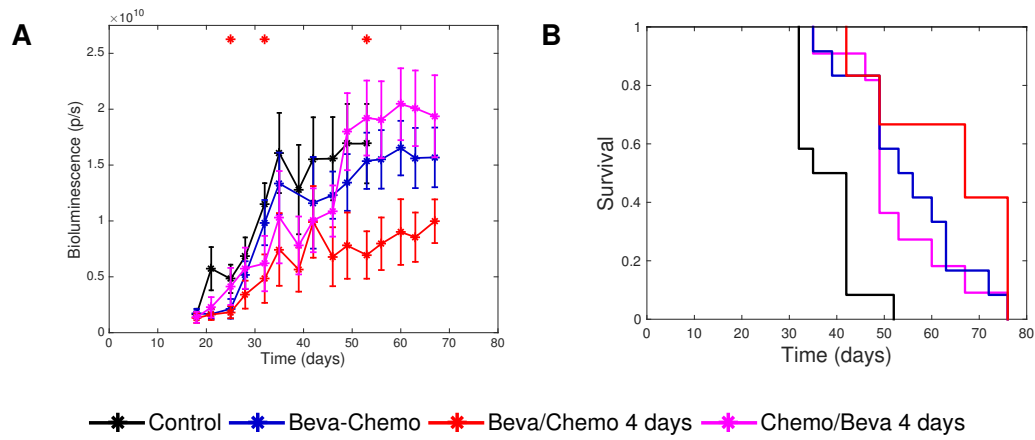 A
×10^10
Bioluminescence (p/s)
2.5
2
1.5
1
0.5
0
0 10 20 30 40 50 60 70 80
Time (days)
B
Survival
1
0.8
0.6
0.4
0.2
0
0 10 20 30 40 50 60 70 80
Time (days)
Control Beva-Chemo Beva/Chemo 4 days Chemo/Beva 4 days